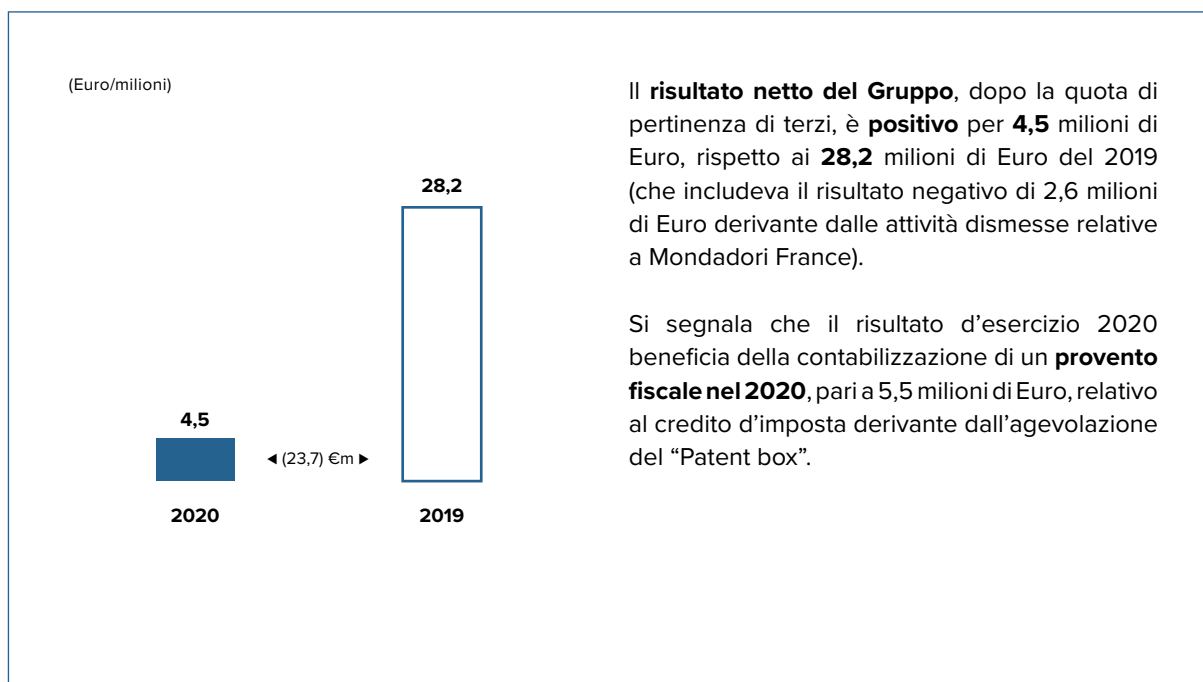 (Euro/milioni)
28,2
4,5
◄ (23,7) €m ►
2020
2019
Il risultato netto del Gruppo, dopo la quota di
pertinenza di terzi, è positivo per 4,5 milioni di
Euro, rispetto ai 28,2 milioni di Euro del 2019
(che includeva il risultato negativo di 2,6 milioni
di Euro derivante dalle attività dismesse relative
a Mondadori France).
Si segnala che il risultato d’esercizio 2020
beneficia della contabilizzazione di un provento
fiscale nel 2020, pari a 5,5 milioni di Euro, relativo
al credito d’imposta derivante dall’agevolazione
del “Patent box”.